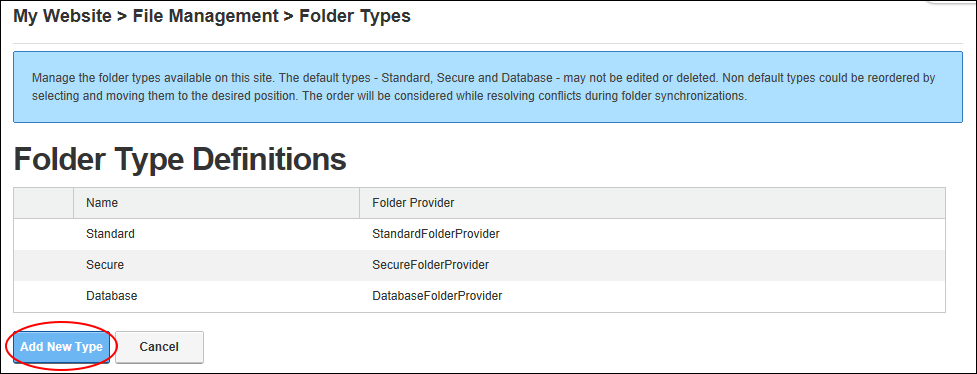 My Website > File Management > Folder Types
Manage the folder types available on this site. The default types - Standard, Secure and Database - may not be edited or deleted. Non default types could be reordered by
selecting and moving them to the desired position. The order will be considered while resolving conflicts during folder synchronizations.
Folder Type Definitions
Name Folder Provider
Standard StandardFolderProvider
Secure SecureFolderProvider
Database DatabaseFolderProvider
Add New Type Cancel